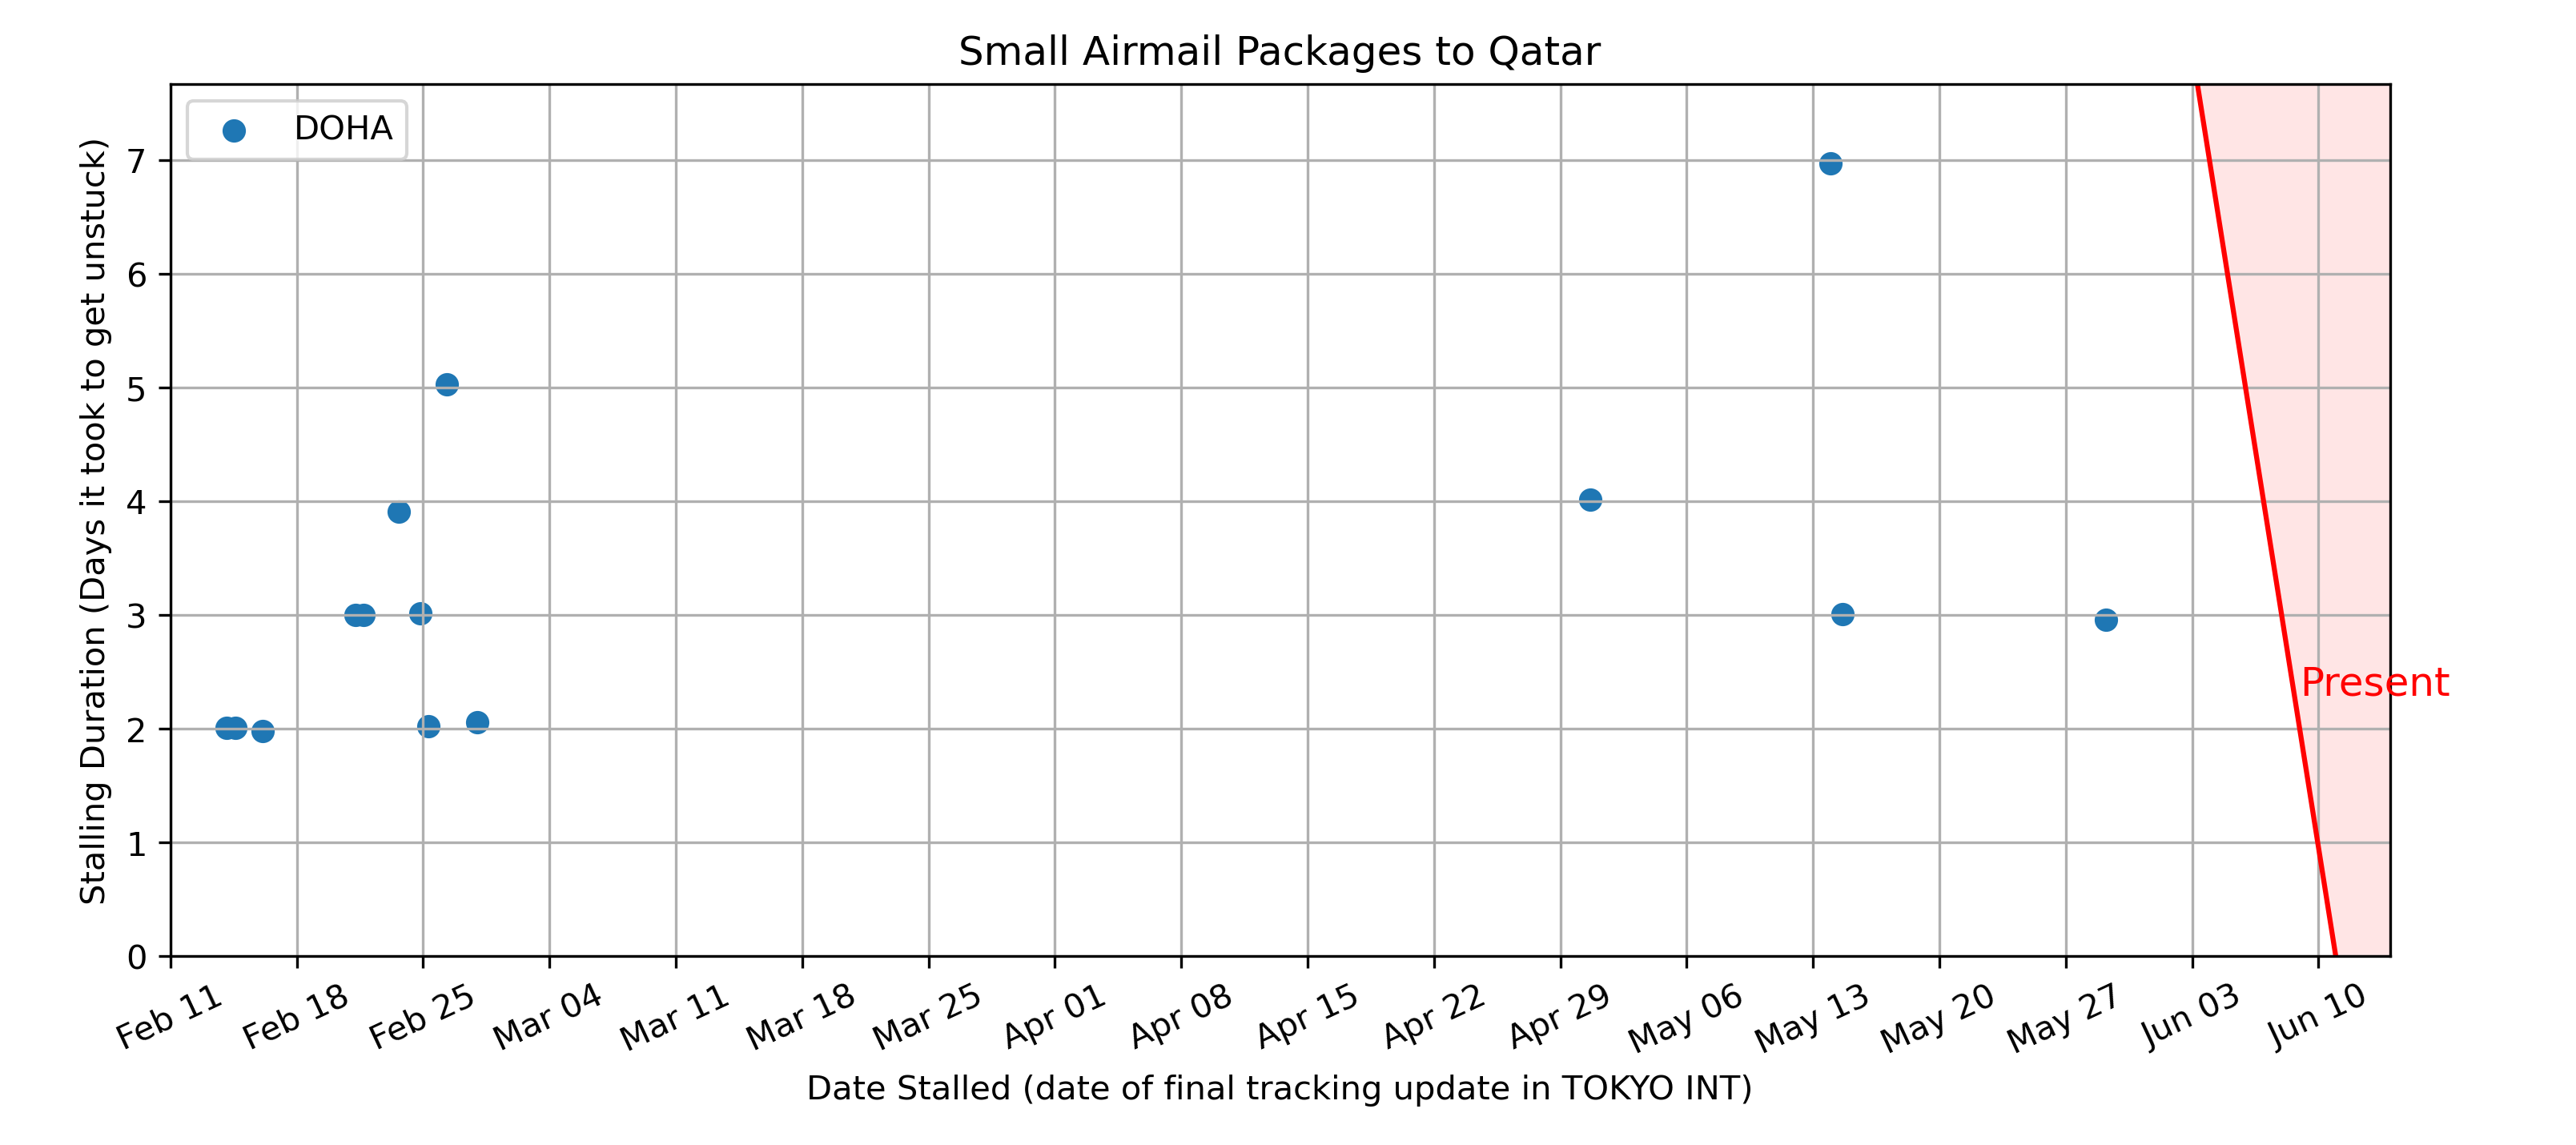 Small Airmail Packages to Qatar
DOHA
Stalling Duration (Days it took to get unstuck)
7
6
5
4
3
2
1
0
Present
Feb 11
Feb 18
Feb 25
Mar 04
Mar 11
Mar 18
Mar 25
Apr 01
Apr 08
Apr 15
Apr 22
Apr 29
May 06
May 13
May 20
May 27
Jun 03
Jun 10
Date Stalled (date of final tracking update in TOKYO INT)